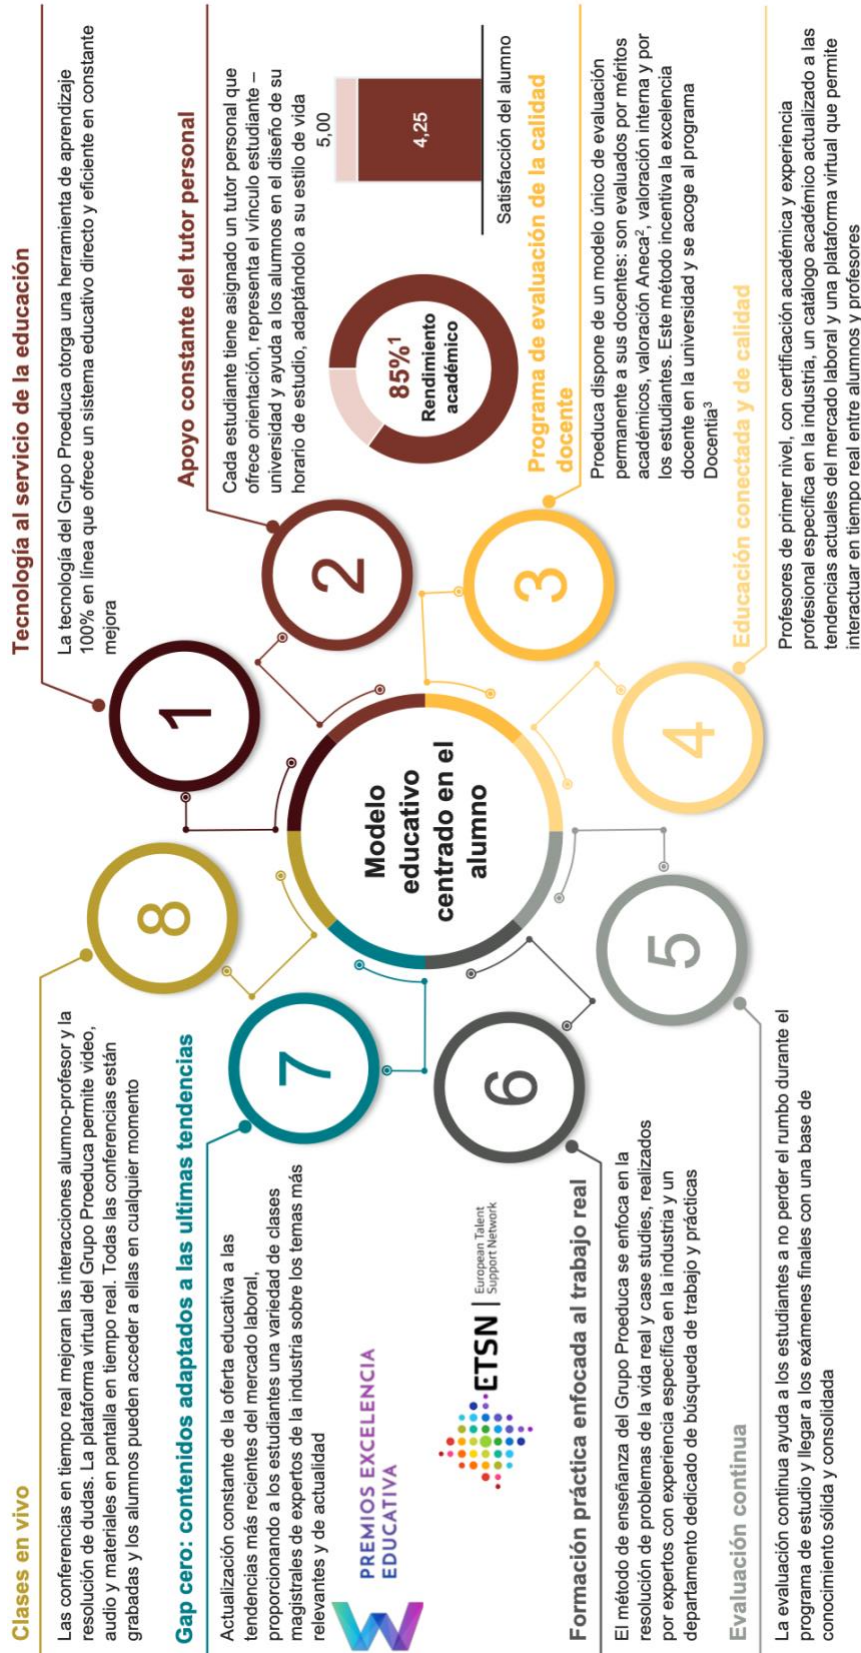 Tecnología al servicio de la educación
La tecnología del Grupo Proeduca otorga una herramienta de aprendizaje
100% en línea que ofrece un sistema educativo directo y eficiente en constante
mejora
Apoyo constante del tutor personal
Cada estudiante tiene asignado un tutor personal que
ofrece orientación, representa el vínculo estudiante –
universidad y ayuda a los alumnos en el diseño de su
horario de estudio, adaptándolo a su estilo de vida
85%¹
Rendimiento
académico
5,00
4,25
Satisfacción del alumno
Programa de evaluación de la calidad
docente
Proeduca dispone de un modelo único de evaluación
permanente a sus docentes: son evaluados por méritos
académicos, valoración Aneca², valoración interna y por
los estudiantes. Este método incentiva la excelencia
docente en la universidad y se acoge al programa
Docentia³
Educación conectada y de calidad
Profesores de primer nivel, con certificación académica y experiencia
profesional específica en la industria, un catálogo académico actualizado a las
tendencias actuales del mercado laboral y una plataforma virtual que permite
interactuar en tiempo real entre alumnos y profesores
1
2
3
4
5
6
7
8
Modelo
educativo
centrado en el
alumno
Clases en vivo
Las conferencias en tiempo real mejoran las interacciones alumno-profesor y la
resolución de dudas. La plataforma virtual del Grupo Proeduca permite video,
audio y materiales en pantalla en tiempo real. Todas las conferencias están
grabadas y los alumnos pueden acceder a ellas en cualquier momento
Gap cero: contenidos adaptados a las ultimas tendencias
Actualización constante de la oferta educativa a las
tendencias más recientes del mercado laboral,
proporcionando a los estudiantes una variedad de clases
magistrales de expertos de la industria sobre los temas más
relevantes y de actualidad
PREMIOS EXCELENCIA
EDUCATIVA
ETSN
European Talent
Support Network
Formación práctica enfocada al trabajo real
El método de enseñanza del Grupo Proeduca se enfoca en la
resolución de problemas de la vida real y case studies, realizados
por expertos con experiencia específica en la industria y un
departamento dedicado de búsqueda de trabajo y prácticas
Evaluación continua
La evaluación continua ayuda a los estudiantes a no perder el rumbo durante el
programa de estudio y llegar a los exámenes finales con una base de
conocimiento sólida y consolidada